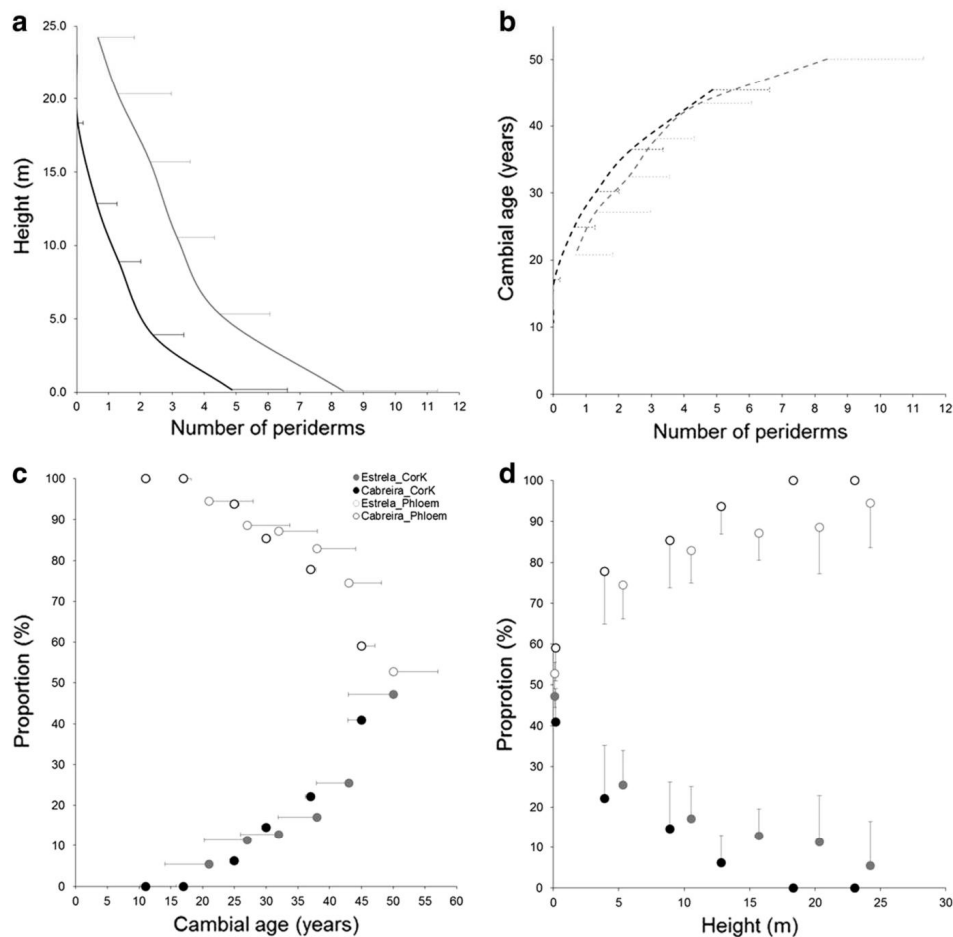 a
25.0
20.0
15.0
10.0
5.0
0.0
Height (m)
0 1 2 3 4 5 6 7 8 9 10 11 12
Number of periderms
b
50
40
30
20
10
0
Cambial age (years)
0 1 2 3 4 5 6 7 8 9 10 11 12
Number of periderms
c
100
90
80
70
60
50
40
30
20
10
0
Proportion (%)
Estrela_CorK
Cabreira_CorK
Estrela_Phloem
Cabreira_Phloem
0 5 10 15 20 25 30 35 40 45 50 55 60
Cambial age (years)
d
100
90
80
70
60
50
40
30
20
10
0
Proprotion (%)
0 5 10 15 20 25 30
Height (m)